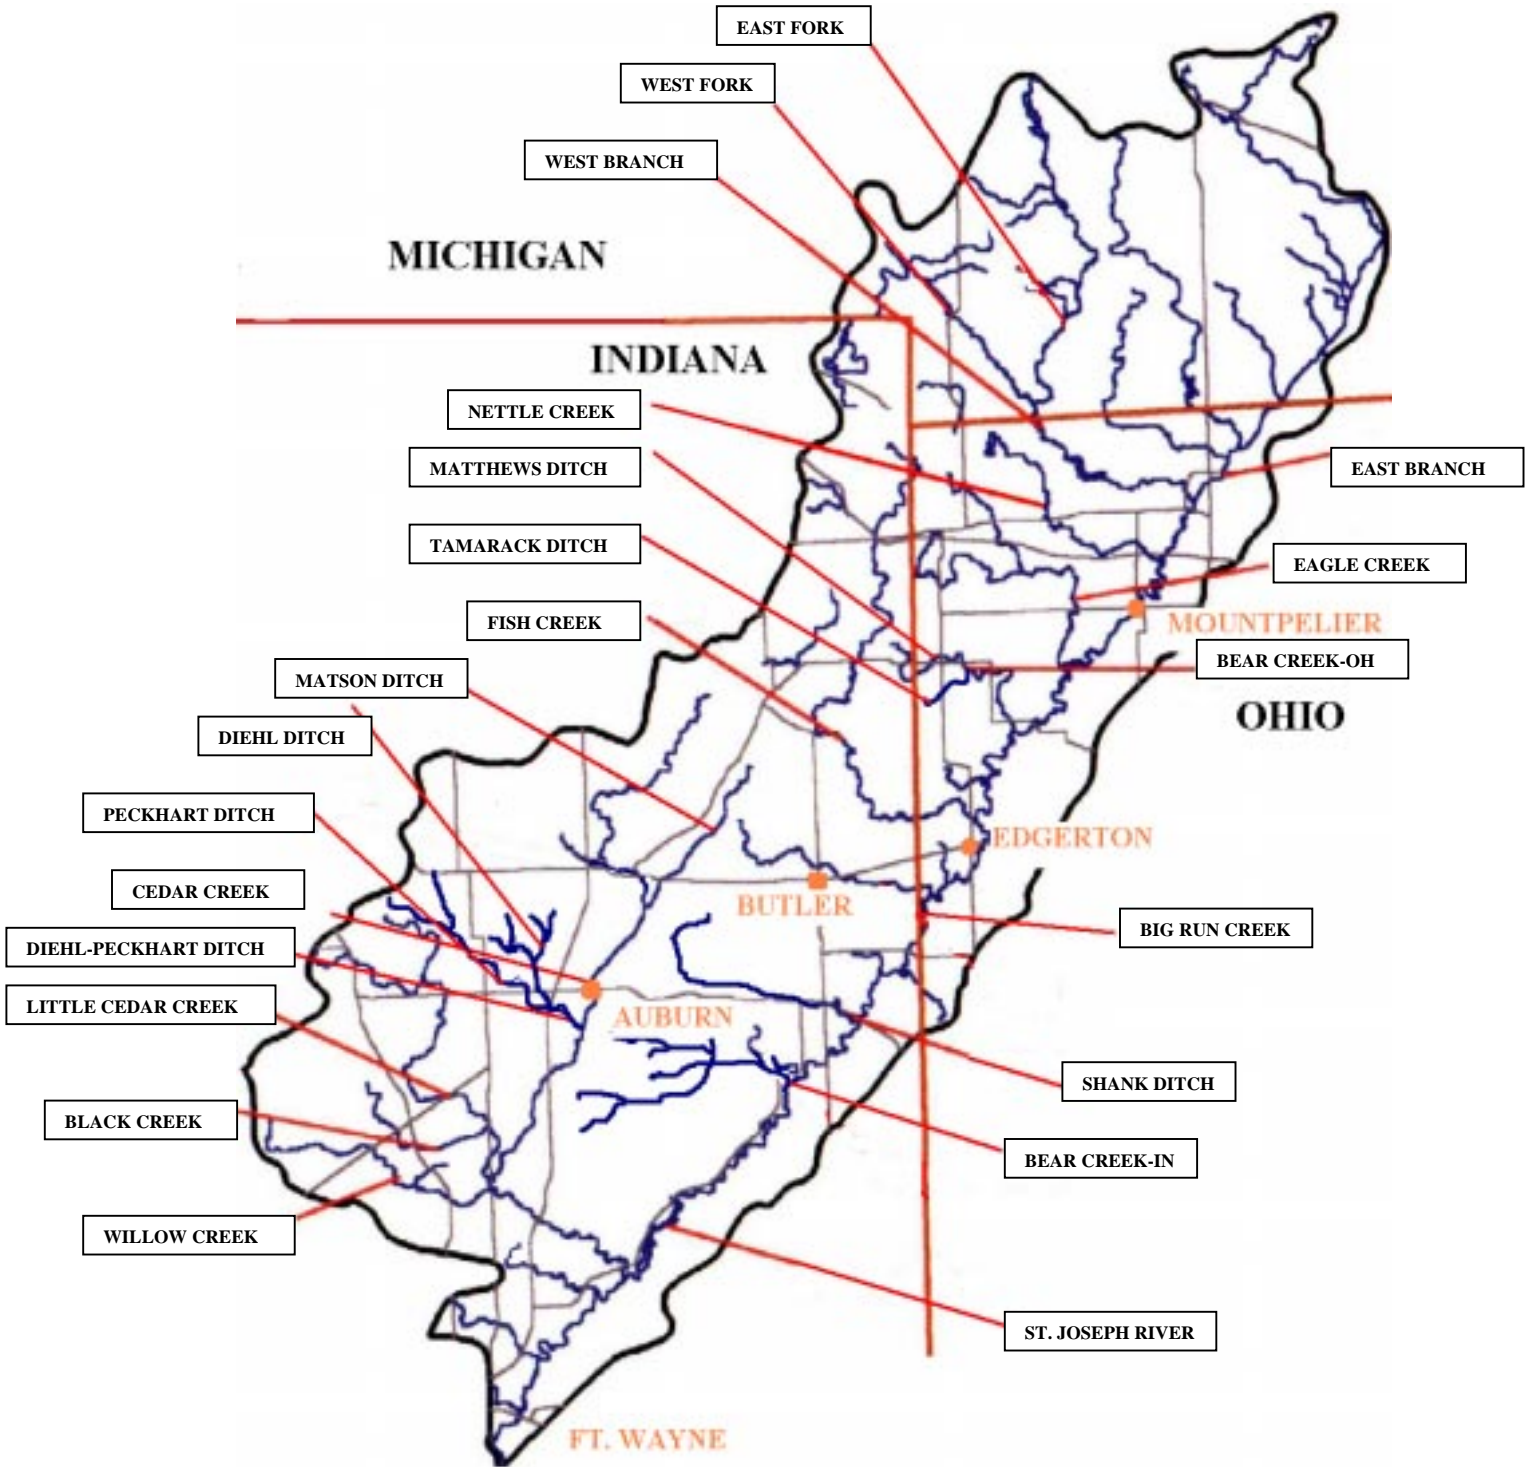 EAST FORK
WEST FORK
WEST BRANCH
MICHIGAN
INDIANA
NETTLE CREEK
MATTHEWS DITCH
EAST BRANCH
TAMARACK DITCH
EAGLE CREEK
FISH CREEK
MOUNTPELIER
BEAR CREEK-OH
MATSON DITCH
OHIO
DIEHL DITCH
PECKHART DITCH
EDGERTON
CEDAR CREEK
BUTLER
BIG RUN CREEK
DIEHL-PECKHART DITCH
LITTLE CEDAR CREEK
AUBURN
SHANK DITCH
BLACK CREEK
BEAR CREEK-IN
WILLOW CREEK
ST. JOSEPH RIVER
FT. WAYNE